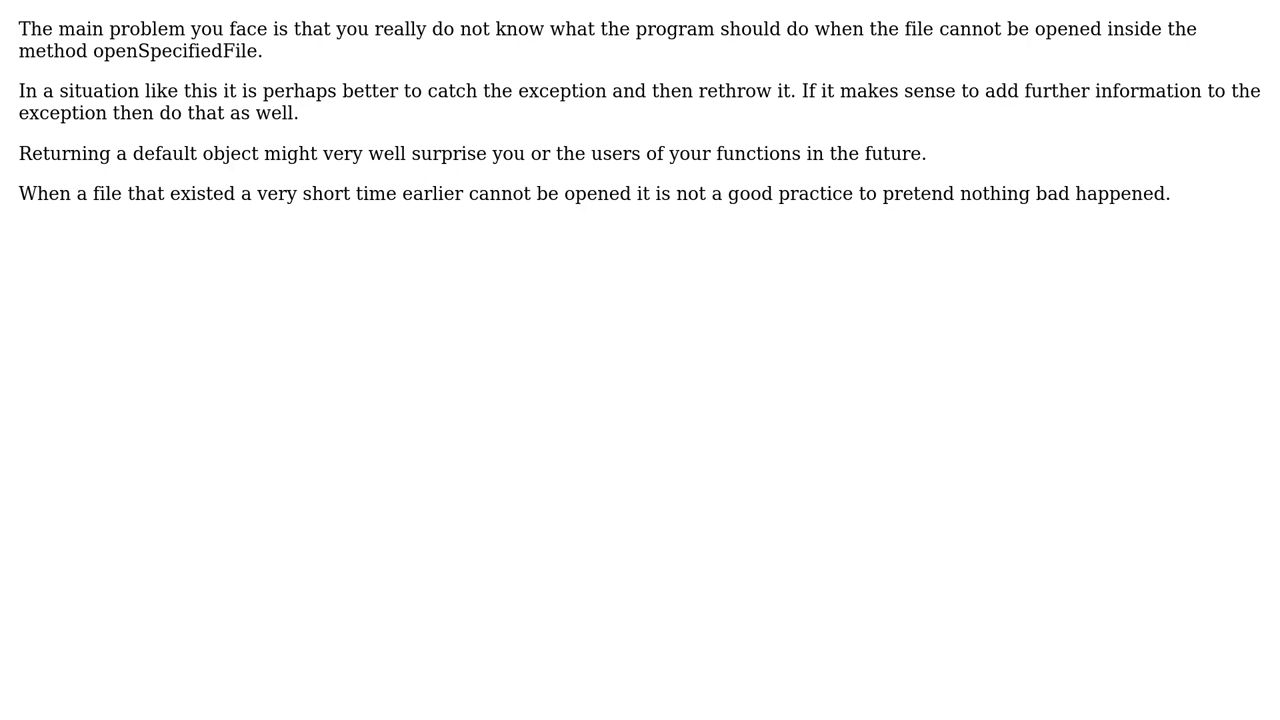 The main problem you face is that you really do not know what the program should do when the file cannot be opened inside the
method openSpecifiedFile.
In a situation like this it is perhaps better to catch the exception and then rethrow it. If it makes sense to add further information to the
exception then do that as well.
Returning a default object might very well surprise you or the users of your functions in the future.
When a file that existed a very short time earlier cannot be opened it is not a good practice to pretend nothing bad happened.